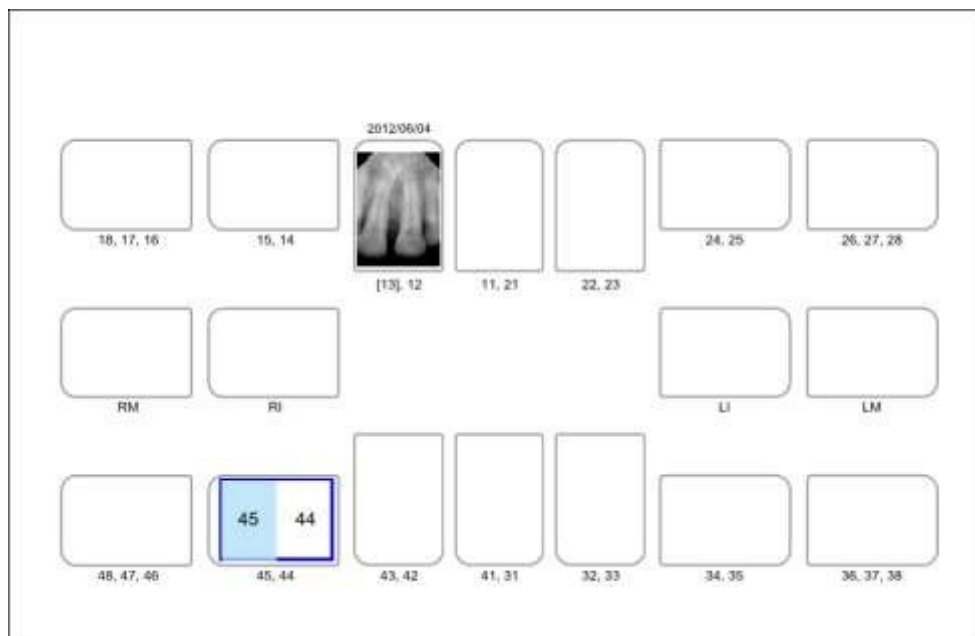 2012/06/04
18, 17, 16
15, 14
[13], 12
11, 21
22, 23
24, 25
26, 27, 28
RM
RI
LI
LM
45
44
48, 47, 46
45, 44
43, 42
41, 31
32, 33
34, 35
36, 37, 38